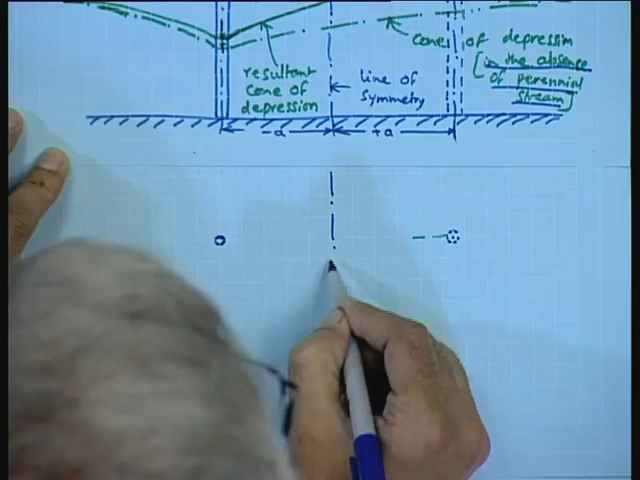 cone of depression
(in the absence
of perennial
stream)
resultant
cone of
depression
line of
symmetry
-a
+a